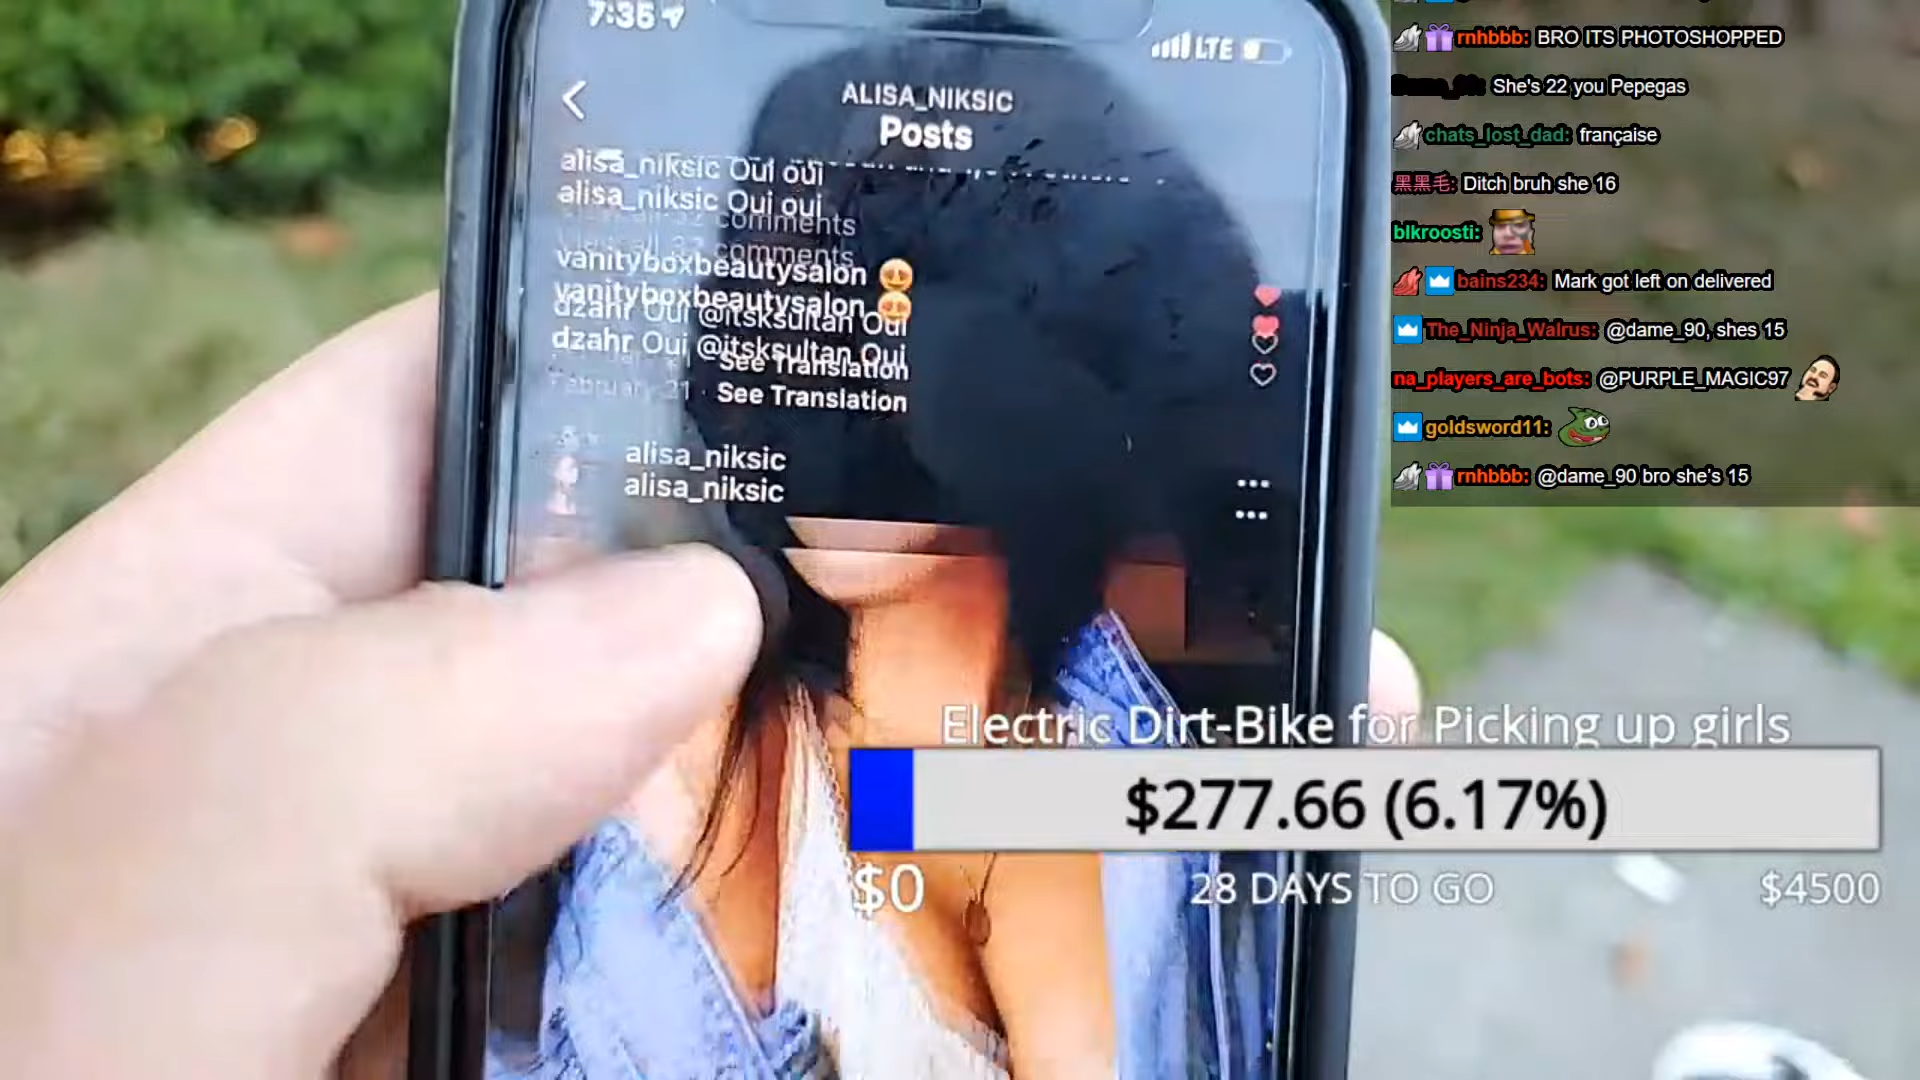 7:35
LTE
ALISA_NIKSIC
Posts
alisa_niksic Oui oui
alisa_niksic Oui oui
comments
32 comments
vanityboxbeautysalon
vanityboxbeautysalon
dzahr Oui @itsksultan Oui
dzahr Oui @itsksultan Oui
See Translation
February 21 · See Translation
alisa_niksic
alisa_niksic
rnhbbb: BRO ITS PHOTOSHOPPED
She's 22 you Pepegas
chats_lost_dad: française
黑黑毛: Ditch bruh she 16
blkroosti:
bains234: Mark got left on delivered
The_Ninja_Walrus: @dame_90, shes 15
na_players_are_bots: @PURPLE_MAGIC97
goldsword11:
rnhbbb: @dame_90 bro she's 15
Electric Dirt-Bike for Picking up girls
$277.66 (6.17%)
$0
28 DAYS TO GO
$4500